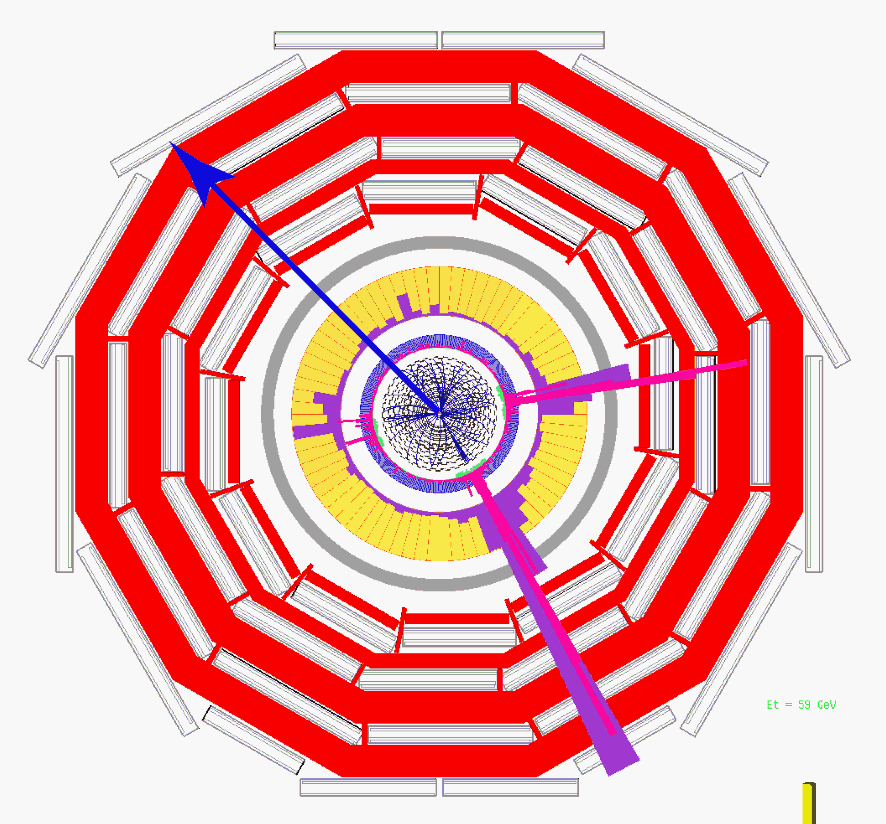 Et = 59 GeV